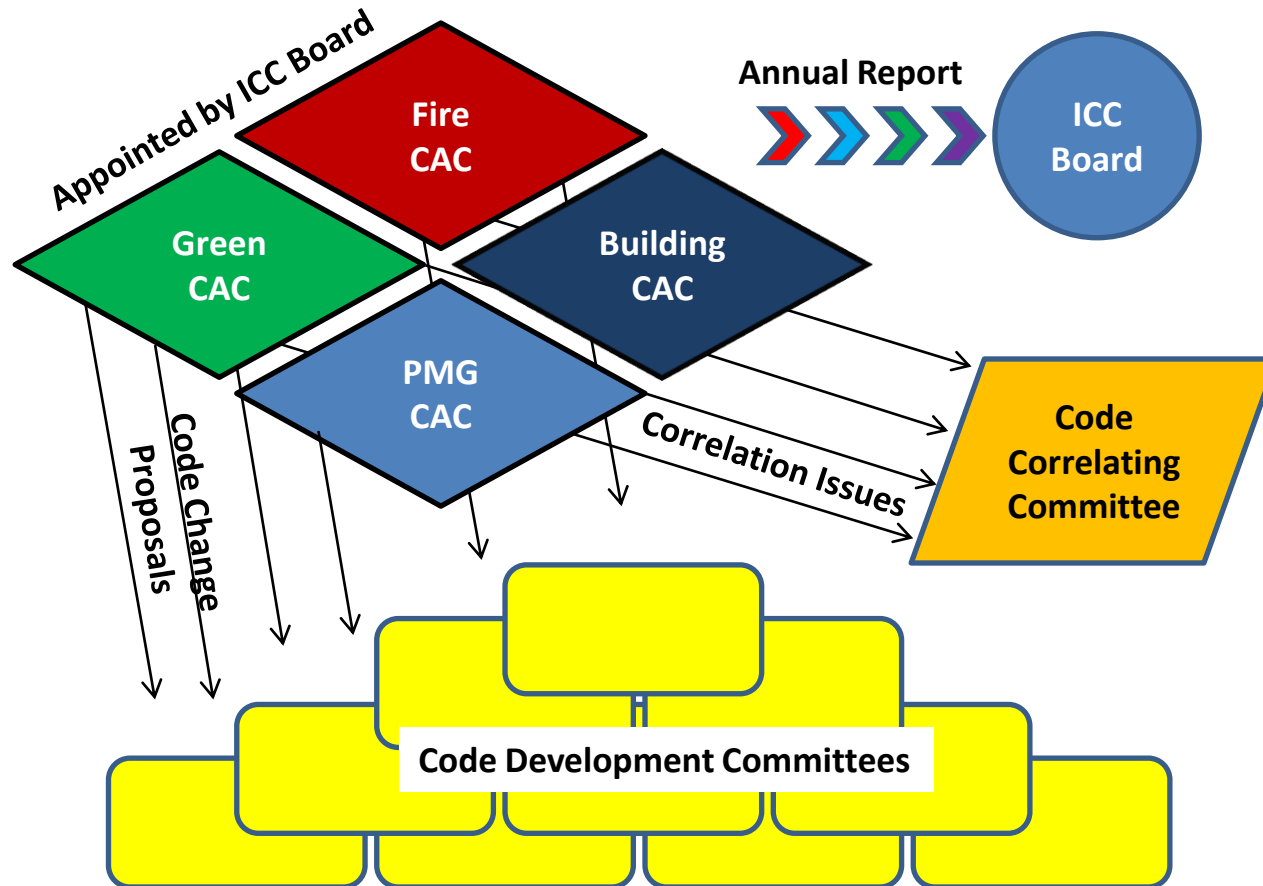 Appointed by ICC Board
Fire
CAC
Annual Report
ICC
Board
Green
CAC
Building
CAC
PMG
CAC
Code Change
Proposals
Correlation Issues
Code
Correlating
Committee
Code Development Committees